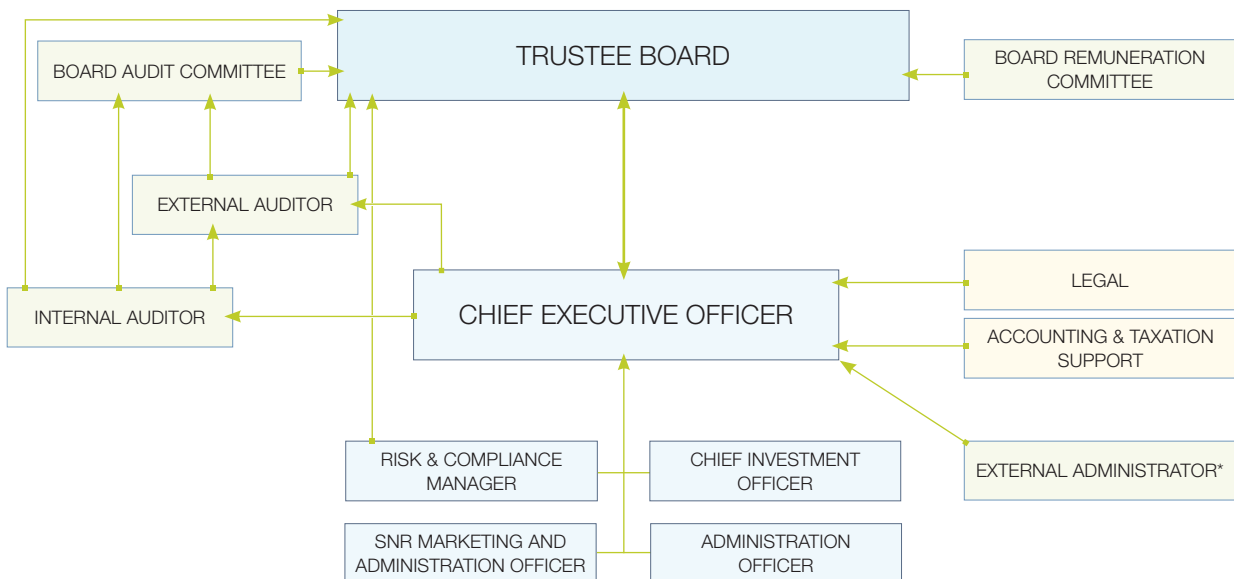 TRUSTEE BOARD
BOARD AUDIT COMMITTEE
BOARD REMUNERATION
COMMITTEE
EXTERNAL AUDITOR
INTERNAL AUDITOR
CHIEF EXECUTIVE OFFICER
LEGAL
ACCOUNTING & TAXATION
SUPPORT
RISK & COMPLIANCE
MANAGER
CHIEF INVESTMENT
OFFICER
EXTERNAL ADMINISTRATOR*
SNR MARKETING AND
ADMINISTRATION OFFICER
ADMINISTRATION
OFFICER